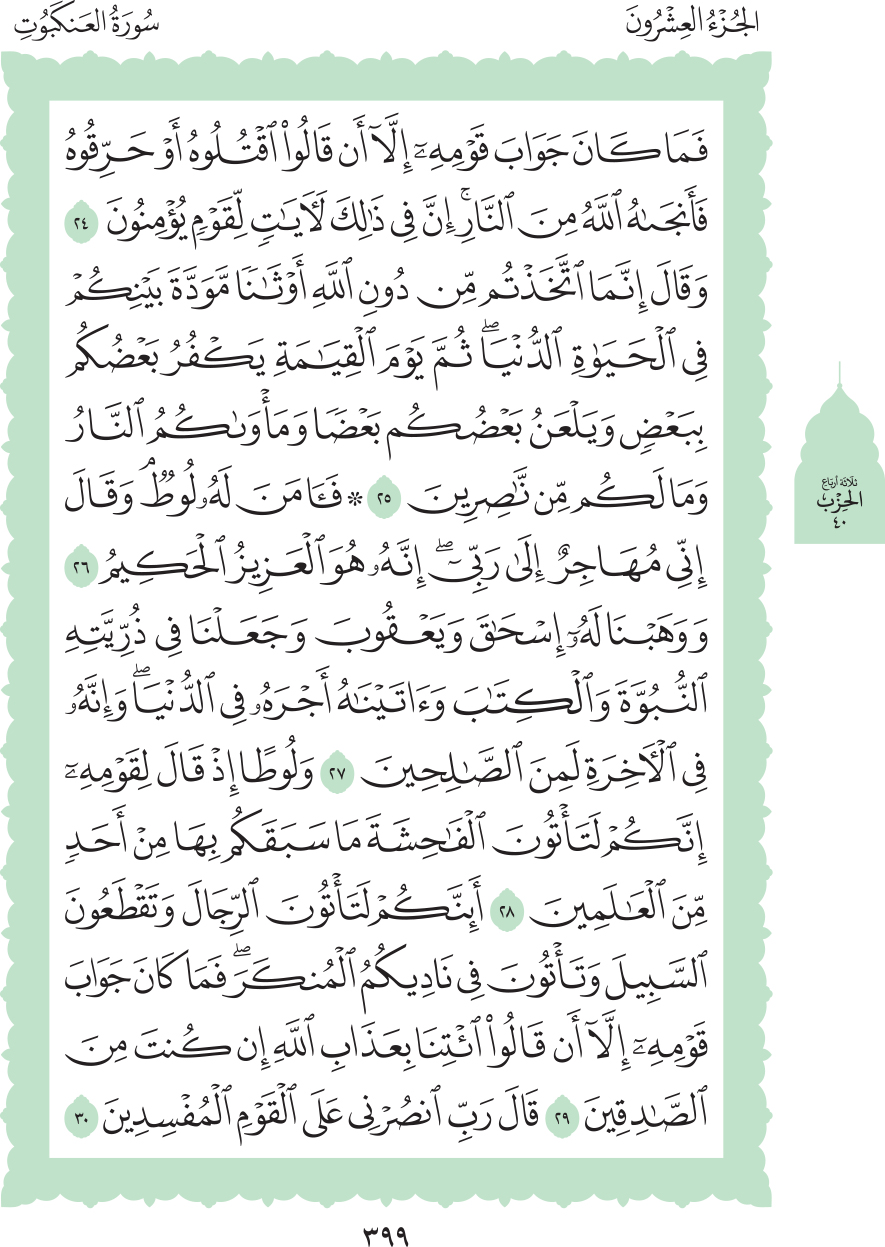 الجُزْءُ العِشْرُونَ
سُورَةُ العَنكَبُوتِ
فَمَا كَانَ جَوَابَ قَوْمِهِۦٓ إِلَّآ أَن قَالُوا۟ ٱقْتُلُوهُ أَوْ حَرِّقُوهُ
فَأَنجَىٰهُ ٱللَّهُ مِنَ ٱلنَّارِۚ إِنَّ فِى ذَٰلِكَ لَـَٔايَـٰتٍ لِّقَوْمٍ يُؤْمِنُونَ ٢٤
وَقَالَ إِنَّمَا ٱتَّخَذْتُم مِّن دُونِ ٱللَّهِ أَوْثَـٰنًا مَّوَدَّةَ بَيْنِكُمْ
فِى ٱلْحَيَوٰةِ ٱلدُّنْيَاۖ ثُمَّ يَوْمَ ٱلْقِيَـٰمَةِ يَكْفُرُ بَعْضُكُم
بِبَعْضٍ وَيَلْعَنُ بَعْضُكُم بَعْضًا وَمَأْوَىٰكُمُ ٱلنَّارُ
وَمَا لَكُم مِّن نَّـٰصِرِينَ ٢٥ ۞ فَـَٔامَنَ لَهُۥ لُوطٌۘ وَقَالَ
إِنِّى مُهَاجِرٌ إِلَىٰ رَبِّىٓۖ إِنَّهُۥ هُوَ ٱلْعَزِيزُ ٱلْحَكِيمُ ٢٦
وَوَهَبْنَا لَهُۥٓ إِسْحَـٰقَ وَيَعْقُوبَ وَجَعَلْنَا فِى ذُرِّيَّتِهِ
ٱلنُّبُوَّةَ وَٱلْكِتَـٰبَ وَءَاتَيْنَـٰهُ أَجْرَهُۥ فِى ٱلدُّنْيَاۖ وَإِنَّهُۥ
فِى ٱلْـَٔاخِرَةِ لَمِنَ ٱلصَّـٰلِحِينَ ٢٧ وَلُوطًا إِذْ قَالَ لِقَوْمِهِۦٓ
إِنَّكُمْ لَتَأْتُونَ ٱلْفَـٰحِشَةَ مَا سَبَقَكُم بِهَا مِنْ أَحَدٍ
مِّنَ ٱلْعَـٰلَمِينَ ٢٨ أَئِنَّكُمْ لَتَأْتُونَ ٱلرِّجَالَ وَتَقْطَعُونَ
ٱلسَّبِيلَ وَتَأْتُونَ فِى نَادِيكُمُ ٱلْمُنكَرَۖ فَمَا كَانَ جَوَابَ
قَوْمِهِۦٓ إِلَّآ أَن قَالُوا۟ ٱئْتِنَا بِعَذَابِ ٱللَّهِ إِن كُنتَ مِنَ
ٱلصَّـٰدِقِينَ ٢٩ قَالَ رَبِّ ٱنصُرْنِى عَلَى ٱلْقَوْمِ ٱلْمُفْسِدِينَ ٣٠
ثلاثة أرباع
الحِزْب
٤٠
٣٩٩